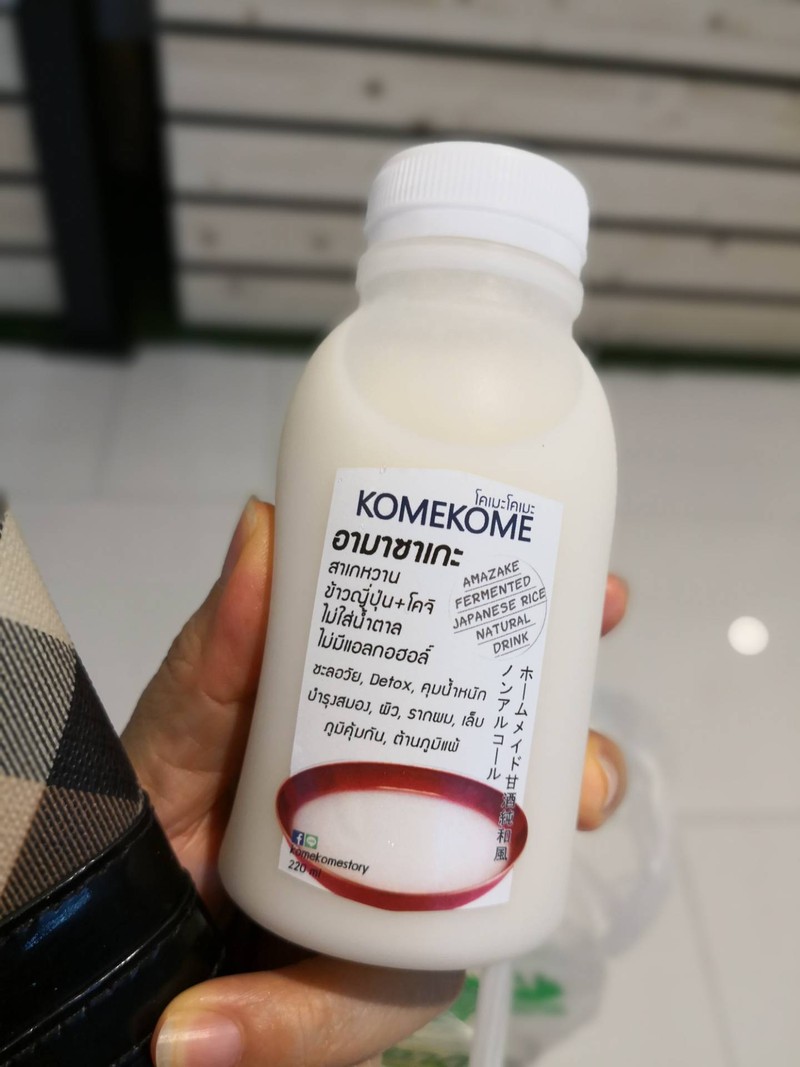 โคเมะโคเมะ
KOMEKOME
อามาซาเกะ
สาเกหวาน
ข้าวญี่ปุ่น+โคจิ
ไม่ใส่น้ำตาล
ไม่มีแอลกอฮอล์
AMAZAKE
FERMENTED
JAPANESE RICE
NATURAL
DRINK
ชะลอวัย, Detox, คุมน้ำหนัก
บำรุงสมอง, ผิว, รากผม, เล็บ
ภูมิคุ้มกัน, ต้านภูมิแพ้
ホームメイド甘酒純和風
ノンアルコール
komekomestory
220 ml